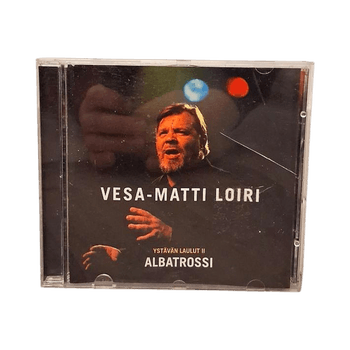 VESA-MATTI LOIRI
YSTÄVÄN LAULUT II
ALBATROSSI